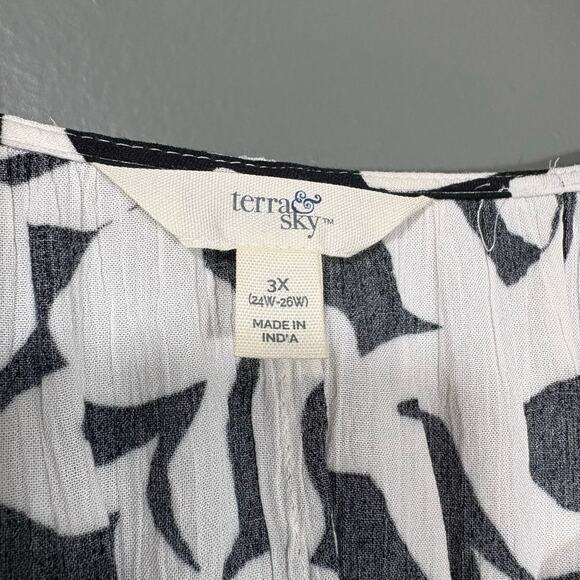 terra&
sky™
3X
(24W-26W)
MADE IN
INDIA